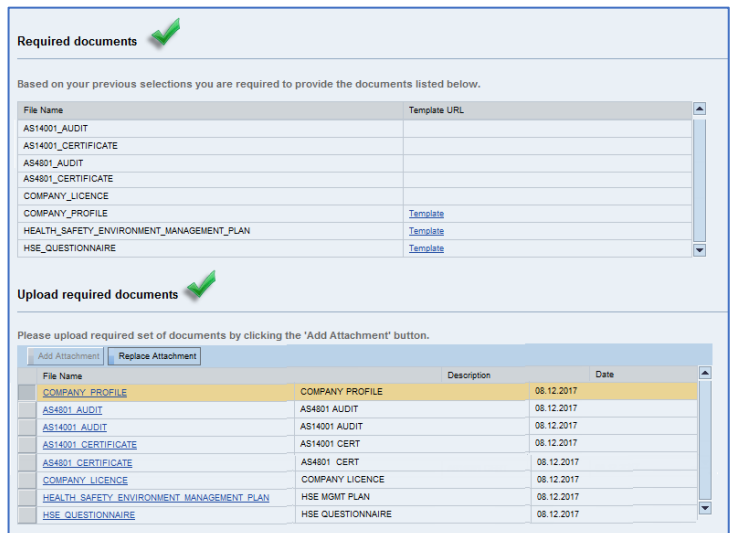 Required documents
Based on your previous selections you are required to provide the documents listed below.
File Name Template URL
AS14001_AUDIT
AS14001_CERTIFICATE
AS4801_AUDIT
AS4801_CERTIFICATE
COMPANY_LICENCE
COMPANY_PROFILE Template
HEALTH_SAFETY_ENVIRONMENT_MANAGEMENT_PLAN Template
HSE_QUESTIONNAIRE Template
Upload required documents
Please upload required set of documents by clicking the 'Add Attachment' button.
Add Attachment Replace Attachment
File Name Description Date
COMPANY_PROFILE COMPANY PROFILE 08.12.2017
AS4801_AUDIT AS4801 AUDIT 08.12.2017
AS14001_AUDIT AS14001 AUDIT 08.12.2017
AS14001_CERTIFICATE AS14001 CERT 08.12.2017
AS4801_CERTIFICATE AS4801 CERT 08.12.2017
COMPANY_LICENCE COMPANY LICENCE 08.12.2017
HEALTH_SAFETY_ENVIRONMENT_MANAGEMENT_PLAN HSE MGMT PLAN 08.12.2017
HSE_QUESTIONNAIRE HSE QUESTIONNAIRE 08.12.2017